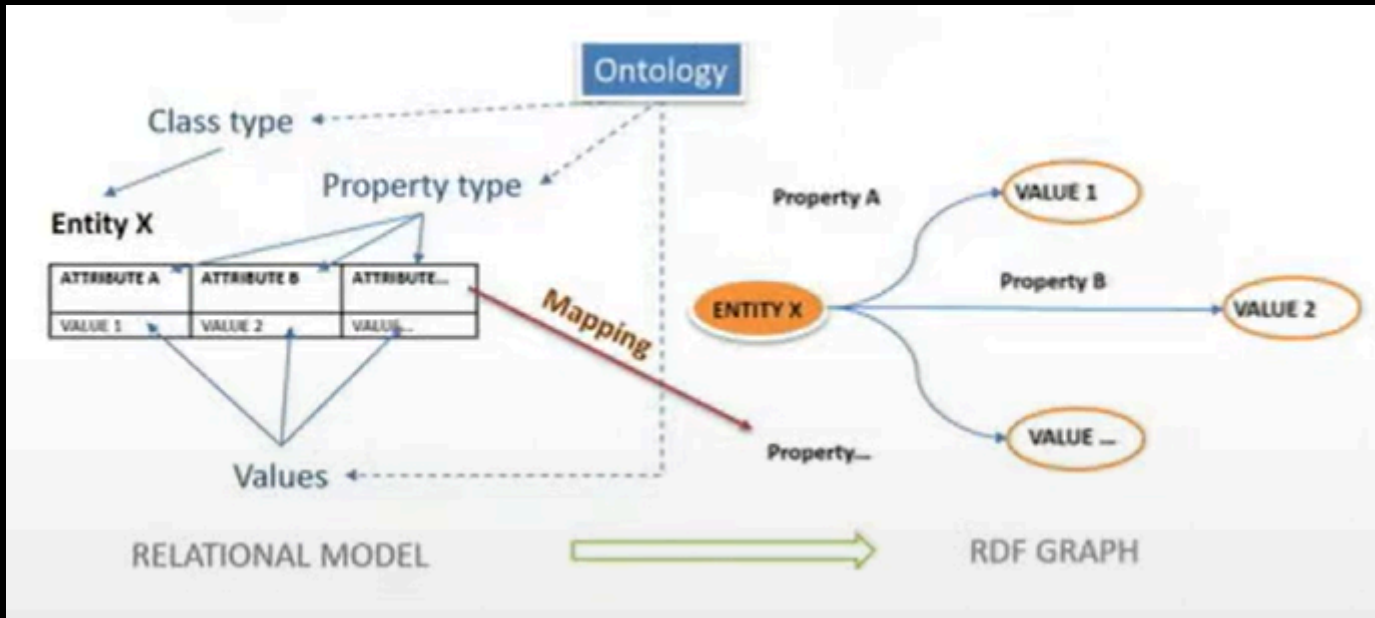 Ontology
Class type
Property type
Entity X
ATTRIBUTE A ATTRIBUTE B ATTRIBUTE...
VALUE 1 VALUE 2 VALUE...
Values
Mapping
Property A
VALUE 1
Property B
ENTITY X
VALUE 2
VALUE ...
Property...
RELATIONAL MODEL
RDF GRAPH